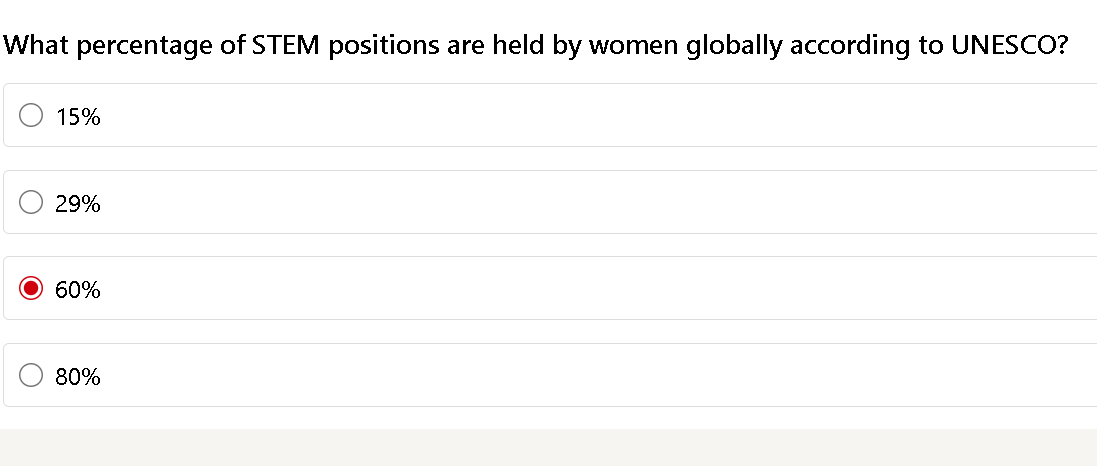 What percentage of STEM positions are held by women globally according to UNESCO?
15%
29%
60%
80%